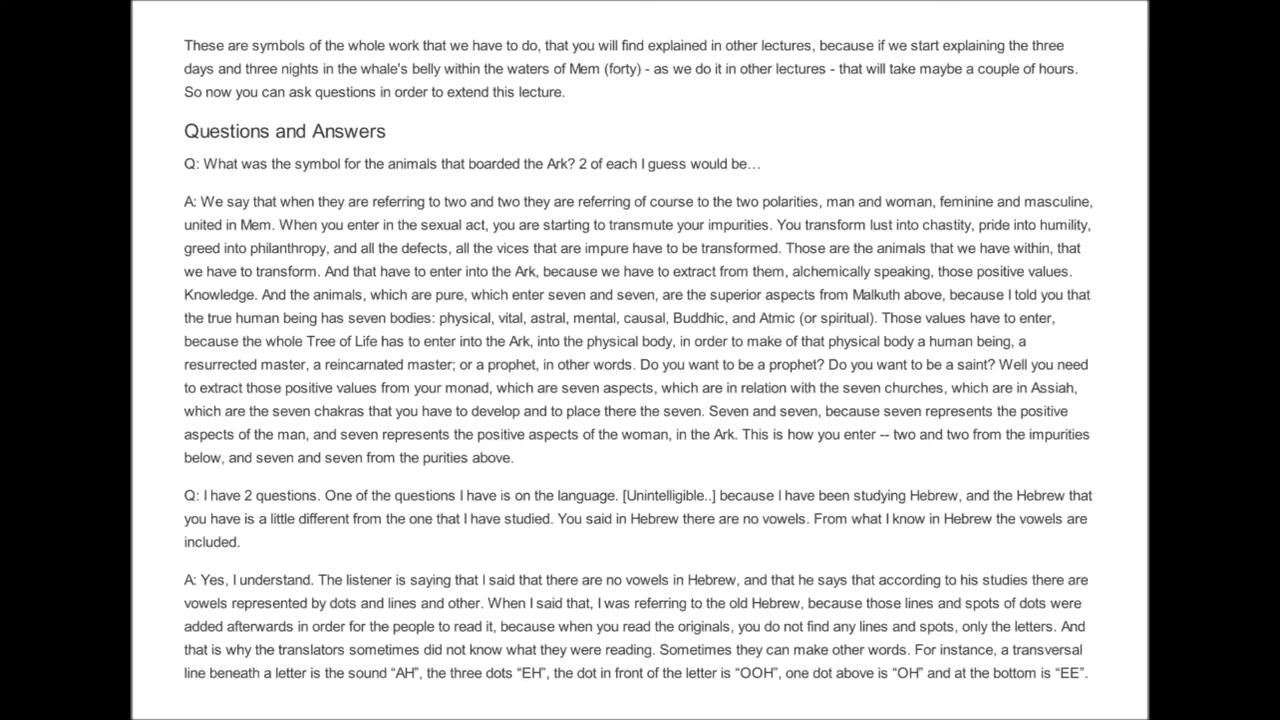 These are symbols of the whole work that we have to do, that you will find explained in other lectures, because if we start explaining the three
days and three nights in the whale's belly within the waters of Mem (forty) - as we do it in other lectures - that will take maybe a couple of hours.
So now you can ask questions in order to extend this lecture.
Questions and Answers
Q: What was the symbol for the animals that boarded the Ark? 2 of each I guess would be…
A: We say that when they are referring to two and two they are referring of course to the two polarities, man and woman, feminine and masculine,
united in Mem. When you enter in the sexual act, you are starting to transmute your impurities. You transform lust into chastity, pride into humility,
greed into philanthropy, and all the defects, all the vices that are impure have to be transformed. Those are the animals that we have within, that
we have to transform. And that have to enter into the Ark, because we have to extract from them, alchemically speaking, those positive values.
Knowledge. And the animals, which are pure, which enter seven and seven, are the superior aspects from Malkuth above, because I told you that
the true human being has seven bodies: physical, vital, astral, mental, causal, Buddhic, and Atmic (or spiritual). Those values have to enter,
because the whole Tree of Life has to enter into the Ark, into the physical body, in order to make of that physical body a human being, a
resurrected master, a reincarnated master; or a prophet, in other words. Do you want to be a prophet? Do you want to be a saint? Well you need
to extract those positive values from your monad, which are seven aspects, which are in relation with the seven churches, which are in Assiah,
which are the seven chakras that you have to develop and to place there the seven. Seven and seven, because seven represents the positive
aspects of the man, and seven represents the positive aspects of the woman, in the Ark. This is how you enter -- two and two from the impurities
below, and seven and seven from the purities above.
Q: I have 2 questions. One of the questions I have is on the language. [Unintelligible..] because I have been studying Hebrew, and the Hebrew that
you have is a little different from the one that I have studied. You said in Hebrew there are no vowels. From what I know in Hebrew the vowels are
included.
A: Yes, I understand. The listener is saying that I said that there are no vowels in Hebrew, and that he says that according to his studies there are
vowels represented by dots and lines and other. When I said that, I was referring to the old Hebrew, because those lines and spots of dots were
added afterwards in order for the people to read it, because when you read the originals, you do not find any lines and spots, only the letters. And
that is why the translators sometimes did not know what they were reading. Sometimes they can make other words. For instance, a transversal
line beneath a letter is the sound “AH”, the three dots “EH”, the dot in front of the letter is “OOH”, one dot above is “OH” and at the bottom is “EE”.